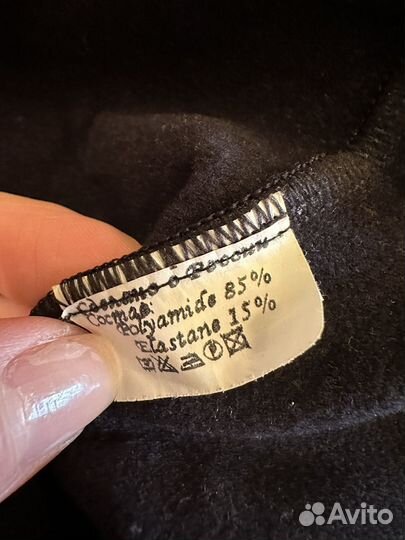 Сделано в России
Состав:
Polyamide 85%
Elastane 15%
Avito